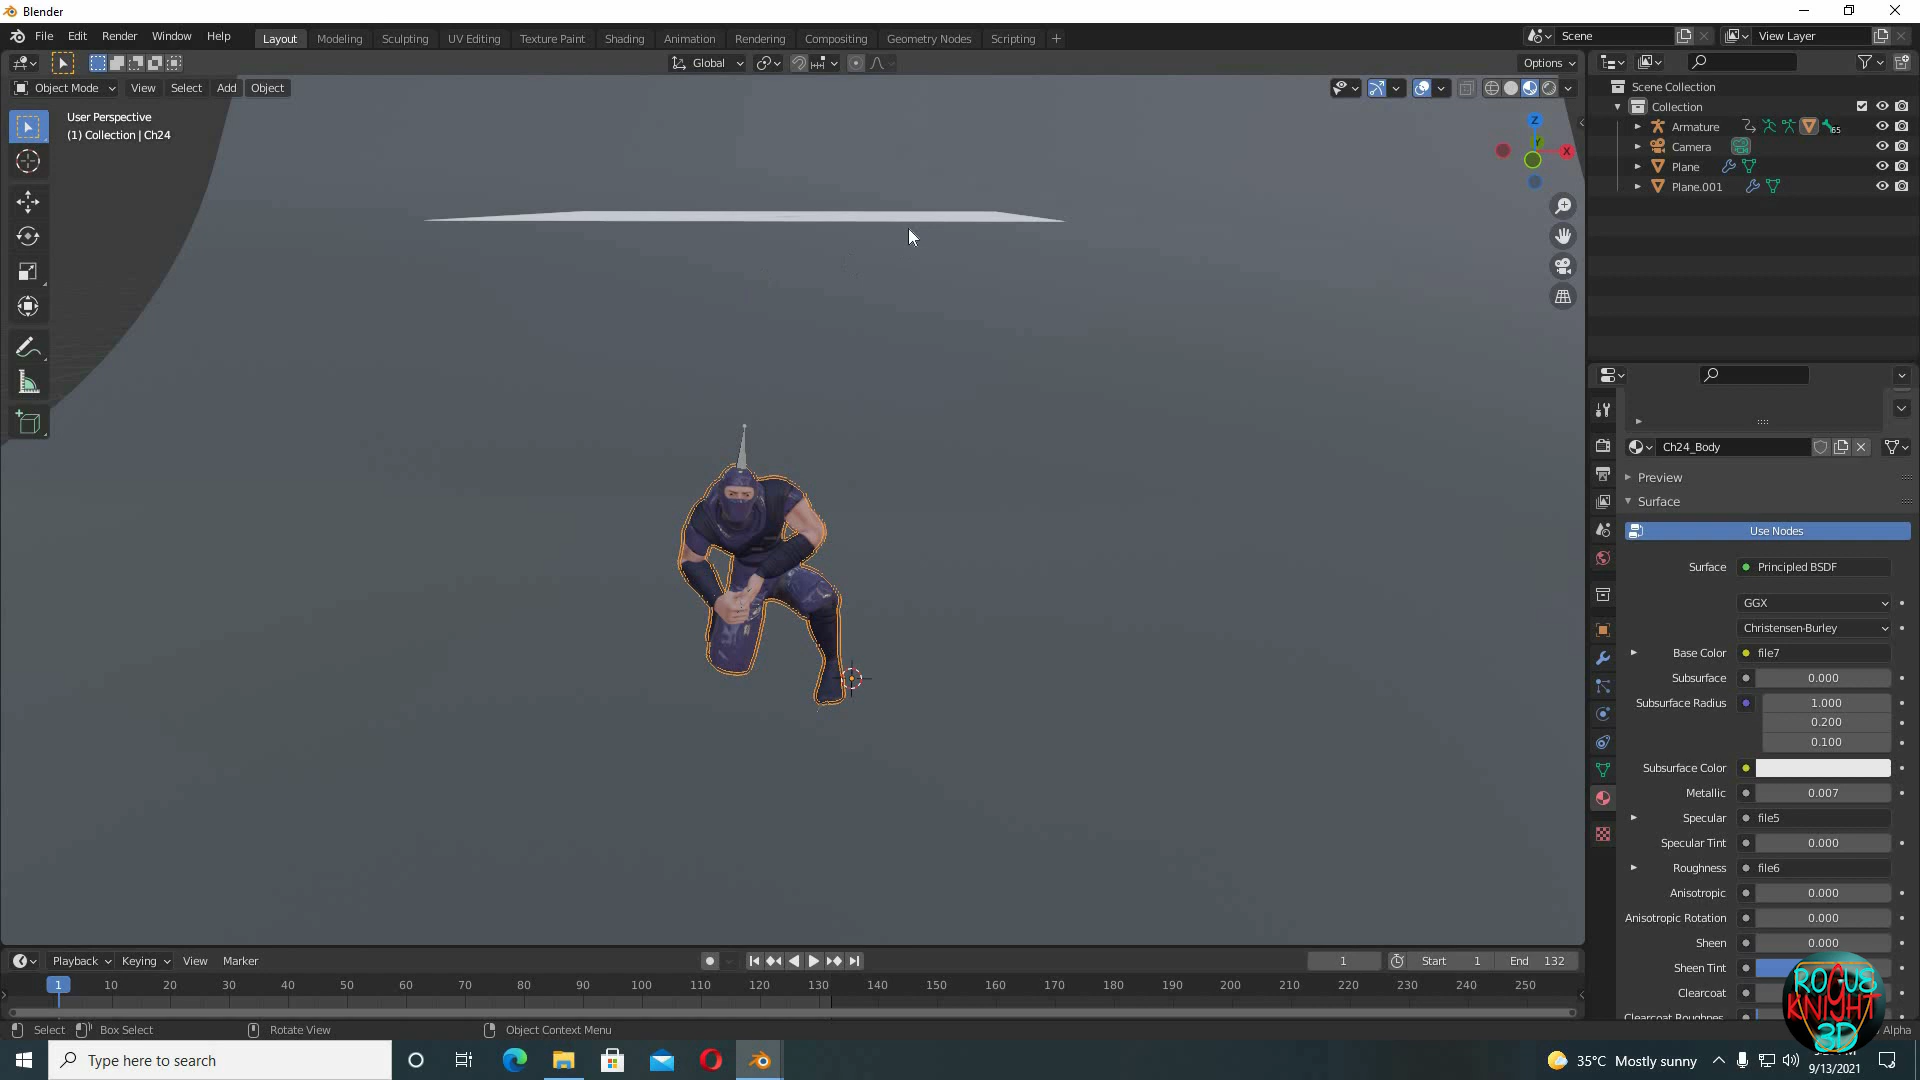 Blender
File Edit Render Window Help
Layout Modeling Sculpting UV Editing Texture Paint Shading Animation Rendering Compositing Geometry Nodes Scripting +
Scene
View Layer
Global
Options
Object Mode View Select Add Object
User Perspective
(1) Collection | Ch24
Z
Y
X
Scene Collection
Collection
Armature
65
Camera
Plane
Plane.001
Ch24_Body
Preview
Surface
Use Nodes
Surface Principled BSDF
GGX
Christensen-Burley
Base Color file7
Subsurface 0.000
Subsurface Radius 1.000
0.200
0.100
Subsurface Color
Metallic 0.007
Specular file5
Specular Tint 0.000
Roughness file6
Anisotropic 0.000
Anisotropic Rotation 0.000
Sheen 0.000
Sheen Tint
Clearcoat
Clearcoat Roughnes
ROGUE
KNIGHT
3D
Alpha
Playback Keying View Marker
1 Start 1 End 132
1 10 20 30 40 50 60 70 80 90 100 110 120 130 140 150 160 170 180 190 200 210 220 230 240 250
Select Box Select Rotate View Object Context Menu
Type here to search
35°C Mostly sunny
9/13/2021